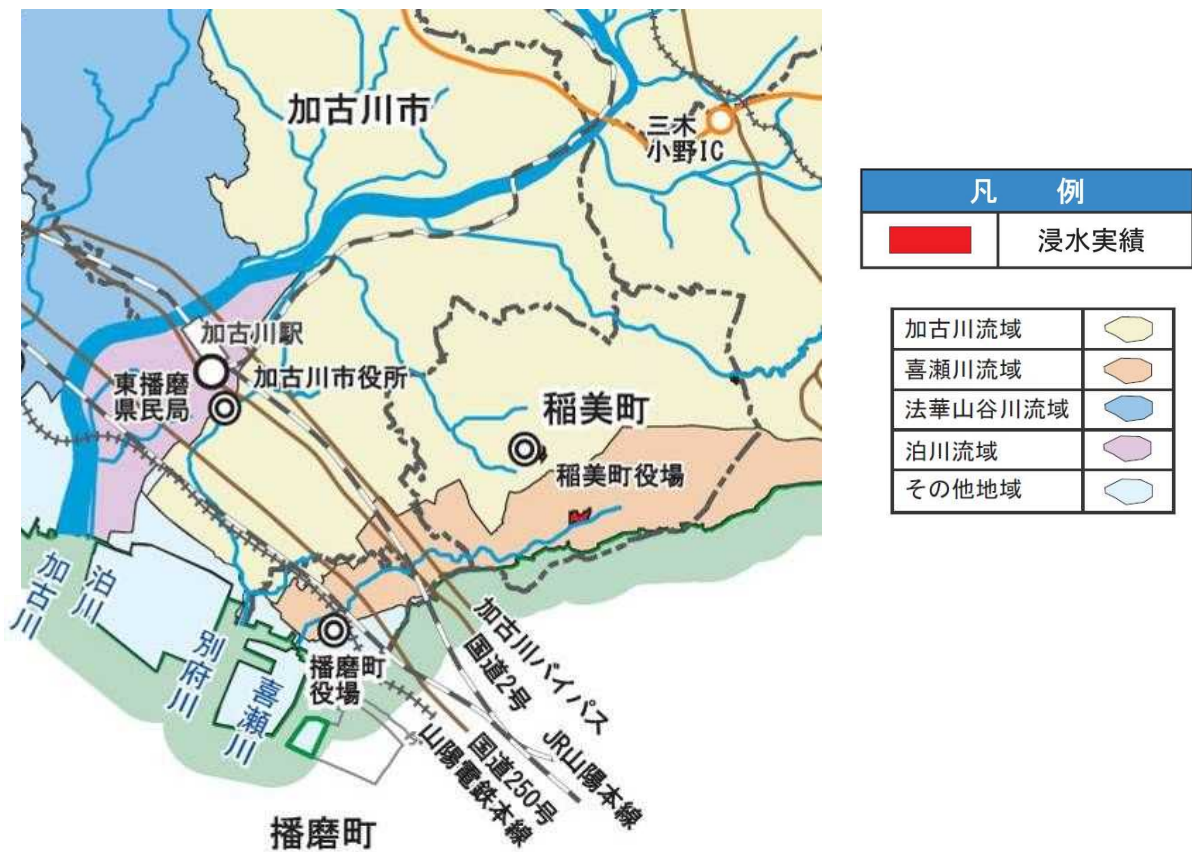 加古川市
三木
小野IC
加古川駅
東播磨
県民局
加古川市役所
稲美町
稲美町役場
加古川
泊川
別府川
喜瀬川
播磨町
役場
加古川バイパス
国道2号
JR山陽本線
国道250号
山陽電鉄本線
播磨町
凡 例
浸水実績
加古川流域
喜瀬川流域
法華山谷川流域
泊川流域
その他地域